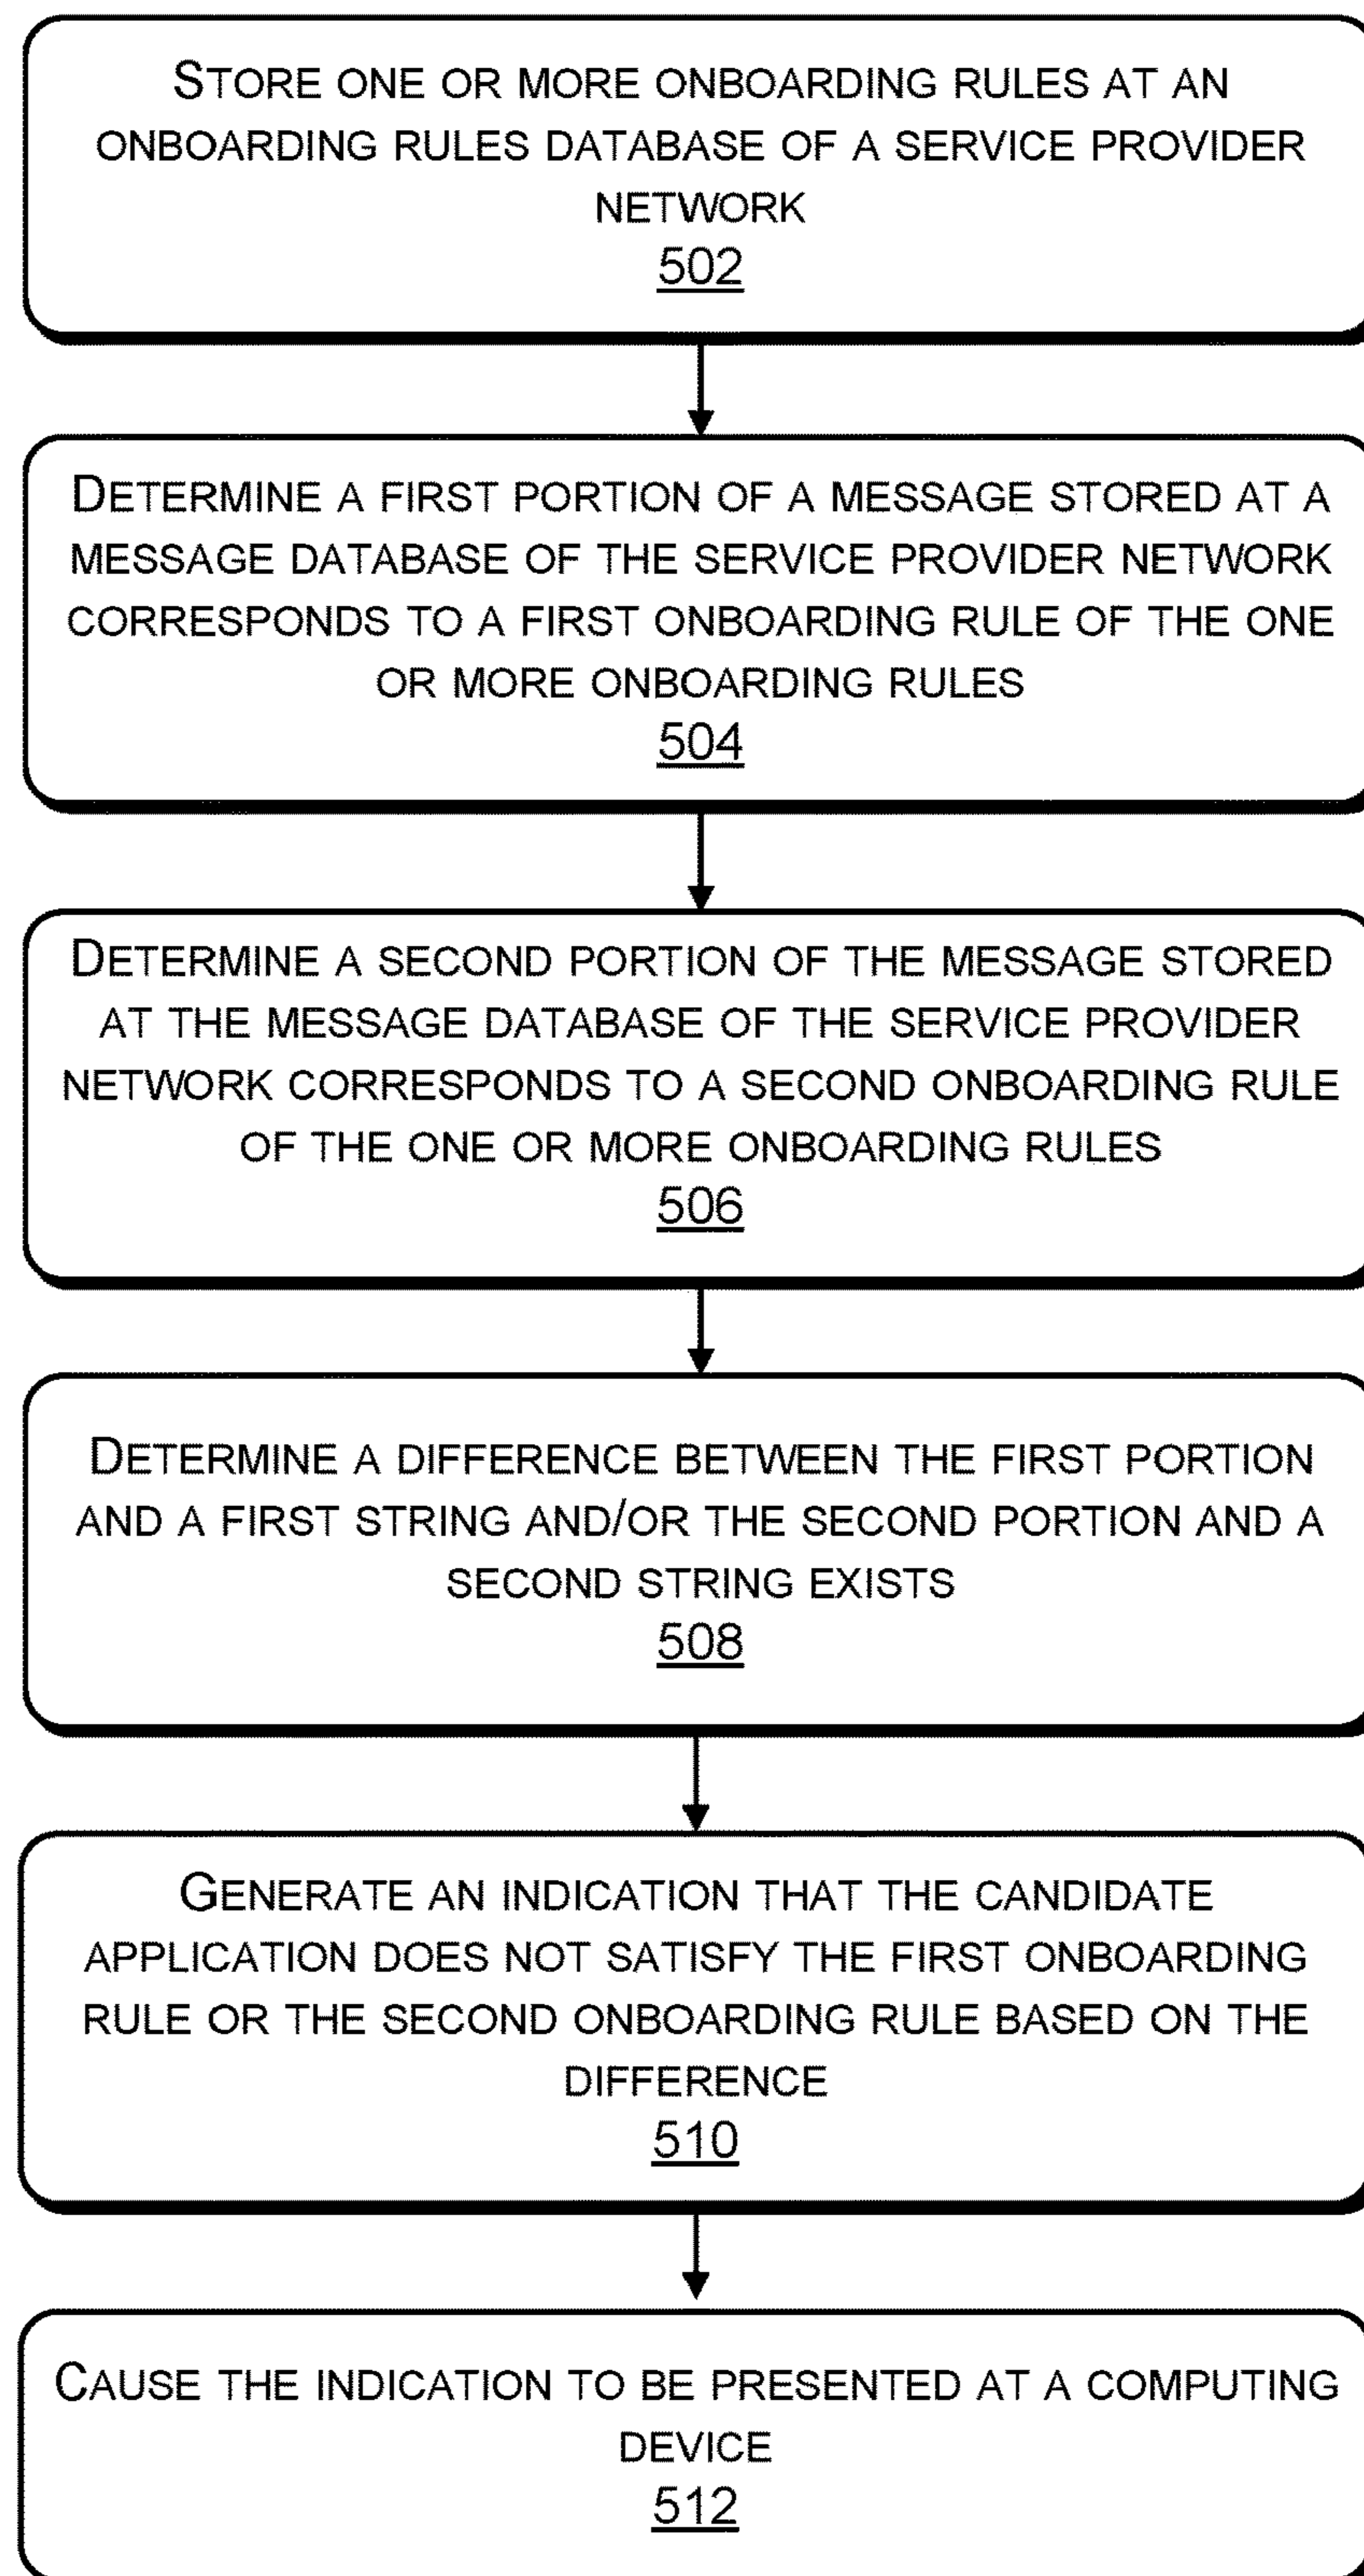 STORE ONE OR MORE ONBOARDING RULES AT AN
ONBOARDING RULES DATABASE OF A SERVICE PROVIDER
NETWORK
502
DETERMINE A FIRST PORTION OF A MESSAGE STORED AT A
MESSAGE DATABASE OF THE SERVICE PROVIDER NETWORK
CORRESPONDS TO A FIRST ONBOARDING RULE OF THE ONE
OR MORE ONBOARDING RULES
504
DETERMINE A SECOND PORTION OF THE MESSAGE STORED
AT THE MESSAGE DATABASE OF THE SERVICE PROVIDER
NETWORK CORRESPONDS TO A SECOND ONBOARDING RULE
OF THE ONE OR MORE ONBOARDING RULES
506
DETERMINE A DIFFERENCE BETWEEN THE FIRST PORTION
AND A FIRST STRING AND/OR THE SECOND PORTION AND A
SECOND STRING EXISTS
508
GENERATE AN INDICATION THAT THE CANDIDATE
APPLICATION DOES NOT SATISFY THE FIRST ONBOARDING
RULE OR THE SECOND ONBOARDING RULE BASED ON THE
DIFFERENCE
510
CAUSE THE INDICATION TO BE PRESENTED AT A COMPUTING
DEVICE
512